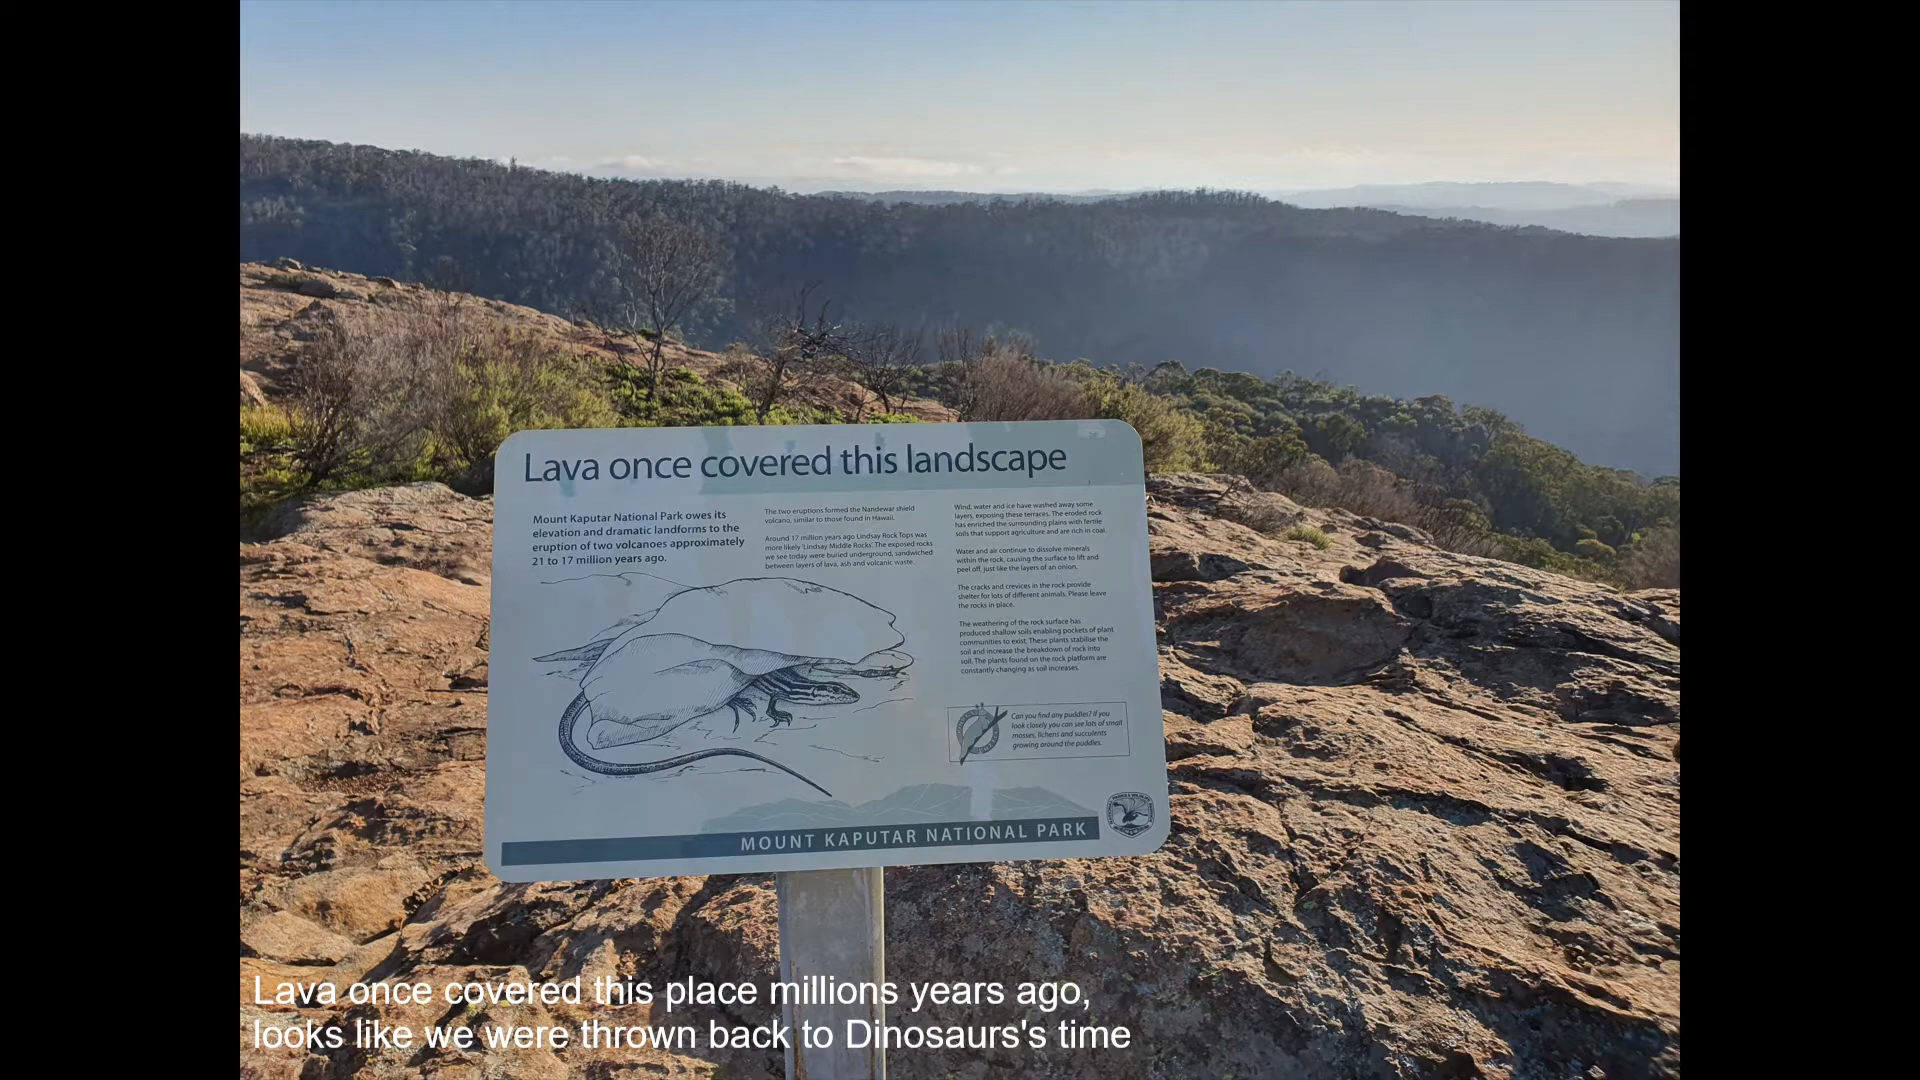 Lava once covered this landscape
Mount Kaputar National Park owes its
elevation and dramatic landforms to the
eruption of two volcanoes approximately
21 to 17 million years ago.
The two eruptions formed the Nandewar shield
volcano, similar to those found in Hawaii.
Around 17 million years ago Lindsay Rock Tops was
more likely 'Lindsay Middle Rocks'. The exposed rocks
we see today were buried underground, sandwiched
between layers of lava, ash and volcanic waste.
Wind, water and ice have washed away some
layers, exposing these terraces. The eroded rock
has enriched the surrounding plains with fertile
soils that support agriculture and are rich in coal.
Water and air continue to dissolve minerals
within the rock, causing the surface to lift and
peel off, just like the layers of an onion.
The cracks and crevices in the rock provide
shelter for lots of different animals. Please leave
the rocks in place.
The weathering of the rock surface has
produced shallow soils enabling pockets of plant
communities to exist. These plants stabilise the
soil and increase the breakdown of rock into
soil. The plants found on the rock platform are
constantly changing as soil increases.
Can you find any puddles? If you
look closely you can see lots of small
mosses, lichens and succulents
growing around the puddles.
MOUNT KAPUTAR NATIONAL PARK
Lava once covered this place millions years ago,
looks like we were thrown back to Dinosaurs's time